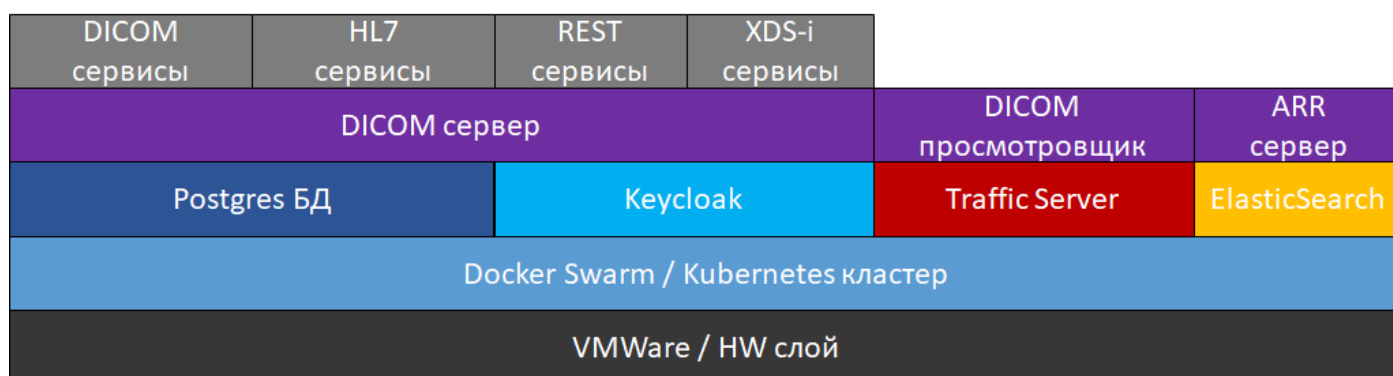 DICOM
сервисы
HL7
сервисы
REST
сервисы
XDS-i
сервисы
DICOM сервер
DICOM
просмотровщик
ARR
сервер
Postgres БД
Keycloak
Traffic Server
ElasticSearch
Docker Swarm / Kubernetes кластер
VMWare / HW слой